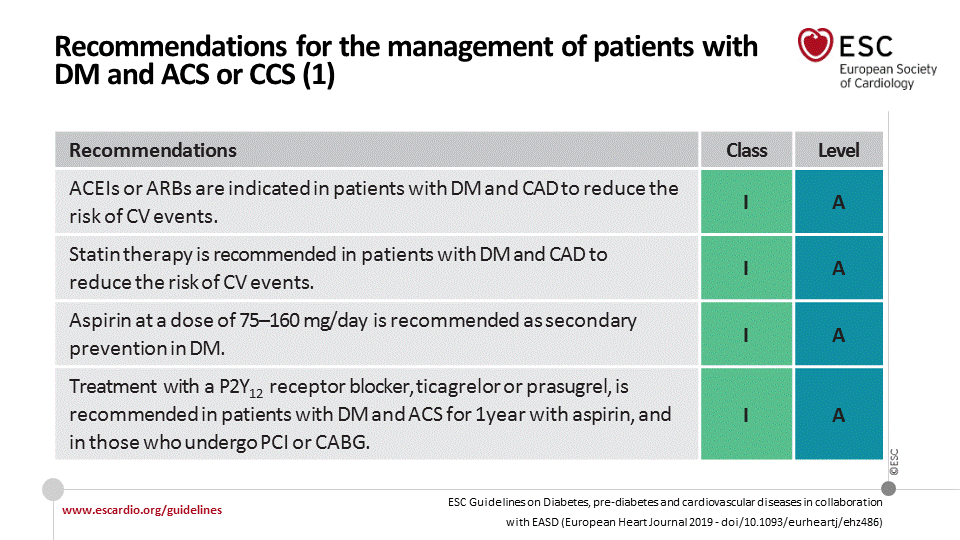 Recommendations for the management of patients with
DM and ACS or CCS (1)
ESC
European Society
of Cardiology
Recommendations Class Level
ACEIs or ARBs are indicated in patients with DM and CAD to reduce the
risk of CV events.
I A
Statin therapy is recommended in patients with DM and CAD to
reduce the risk of CV events.
I A
Aspirin at a dose of 75–160 mg/day is recommended as secondary
prevention in DM.
I A
Treatment with a P2Y12 receptor blocker, ticagrelor or prasugrel, is
recommended in patients with DM and ACS for 1year with aspirin, and
in those who undergo PCI or CABG.
I A
©ESC
www.escardio.org/guidelines
ESC Guidelines on Diabetes, pre-diabetes and cardiovascular diseases in collaboration
with EASD (European Heart Journal 2019 - doi/10.1093/eurheartj/ehz486)